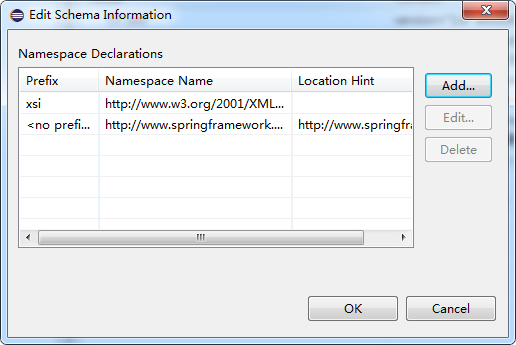 Edit Schema Information
Namespace Declarations
Prefix Namespace Name Location Hint
xsi http://www.w3.org/2001/XML...
<no prefi... http://www.springframework.... http://www.springfra
Add...
Edit...
Delete
OK Cancel